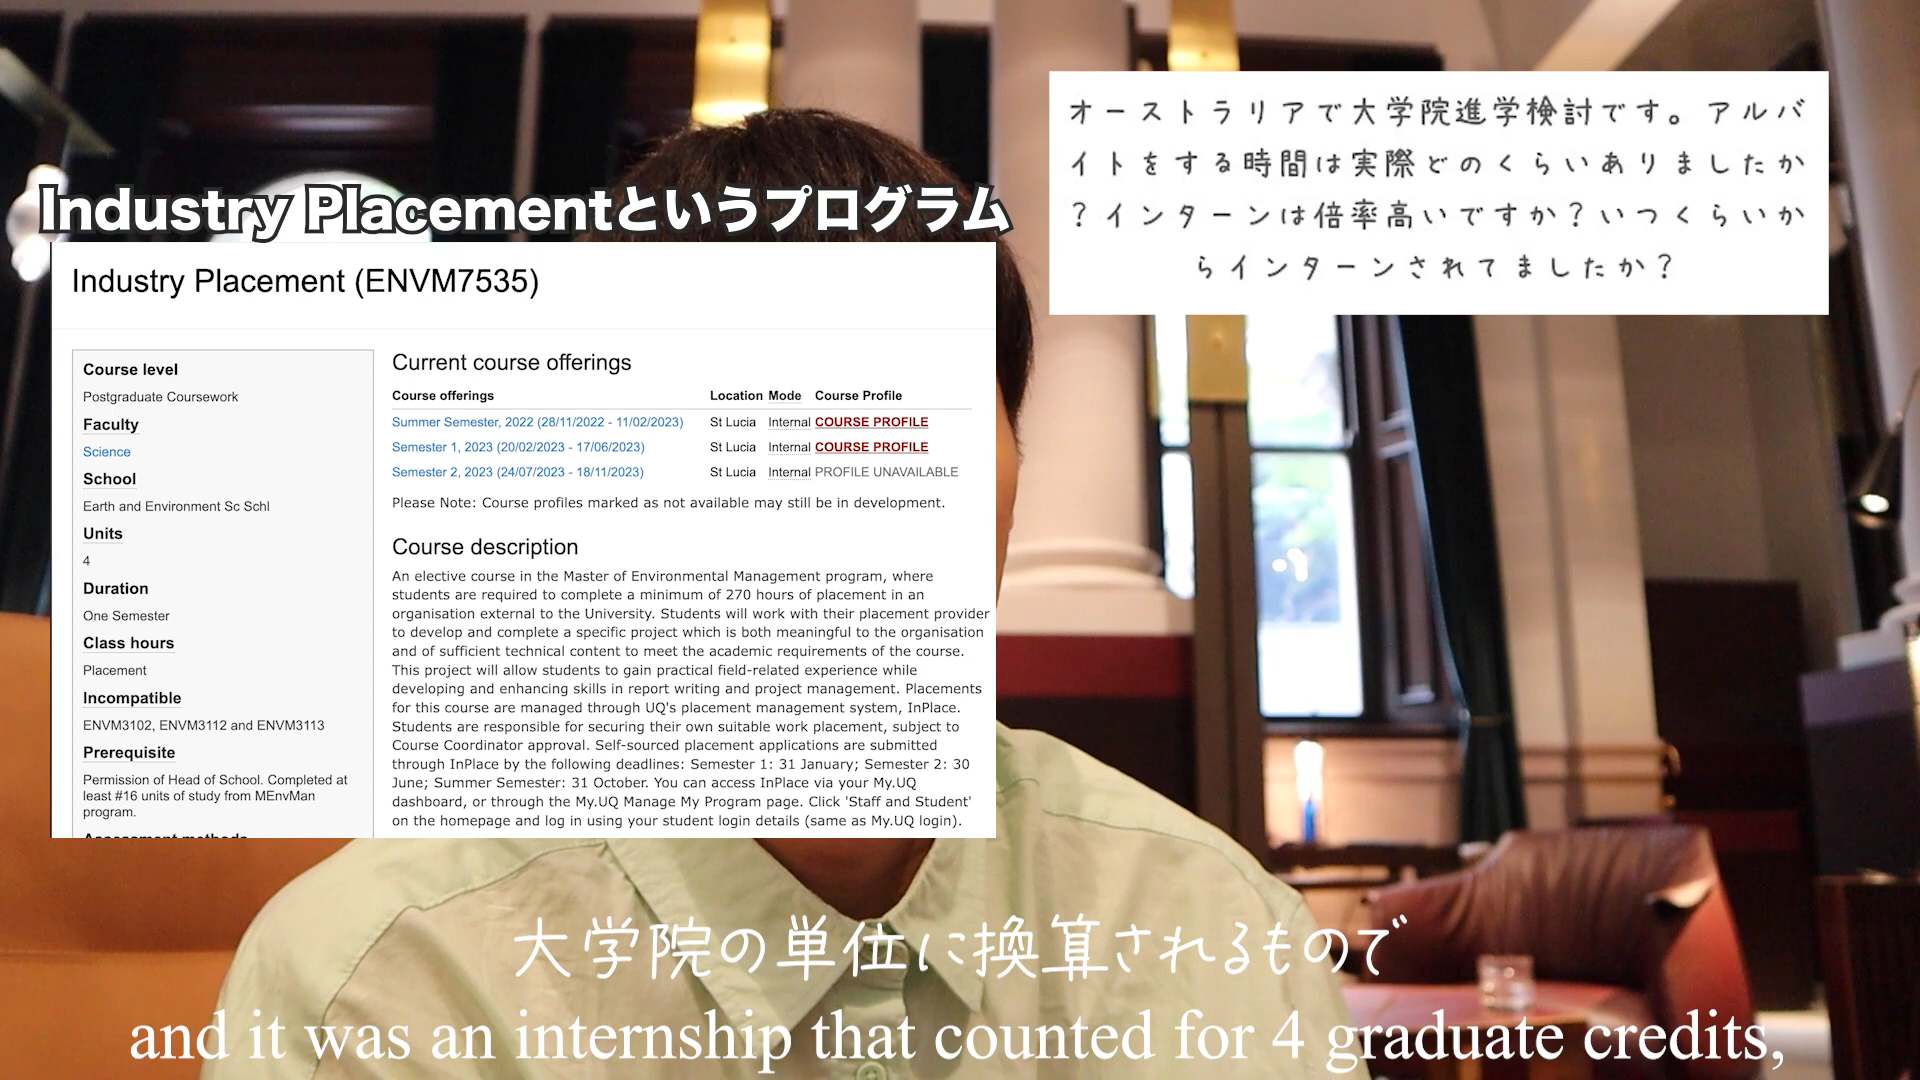 オーストラリアで大学院進学検討です。アルバ
イトをする時間は実際どのくらいありましたか
？インターンは倍率高いですか？いつくらいか
らインターンされてましたか？
Industry Placementというプログラム
Industry Placement (ENVM7535)
Course level
Postgraduate Coursework
Faculty
Science
School
Earth and Environment Sc Schl
Units
4
Duration
One Semester
Class hours
Placement
Incompatible
ENVM3102, ENVM3112 and ENVM3113
Prerequisite
Permission of Head of School. Completed at
least #16 units of study from MEnvMan
program.
Assessment methods
Current course offerings
Course offerings Location Mode Course Profile
Summer Semester, 2022 (28/11/2022 - 11/02/2023) St Lucia Internal COURSE PROFILE
Semester 1, 2023 (20/02/2023 - 17/06/2023) St Lucia Internal COURSE PROFILE
Semester 2, 2023 (24/07/2023 - 18/11/2023) St Lucia Internal PROFILE UNAVAILABLE
Please Note: Course profiles marked as not available may still be in development.
Course description
An elective course in the Master of Environmental Management program, where
students are required to complete a minimum of 270 hours of placement in an
organisation external to the University. Students will work with their placement provider
to develop and complete a specific project which is both meaningful to the organisation
and of sufficient technical content to meet the academic requirements of the course.
This project will allow students to gain practical field-related experience while
developing and enhancing skills in report writing and project management. Placements
for this course are managed through UQ's placement management system, InPlace.
Students are responsible for securing their own suitable work placement, subject to
Course Coordinator approval. Self-sourced placement applications are submitted
through InPlace by the following deadlines: Semester 1: 31 January; Semester 2: 30
June; Summer Semester: 31 October. You can access InPlace via your My.UQ
dashboard, or through the My.UQ Manage My Program page. Click 'Staff and Student'
on the homepage and log in using your student login details (same as My.UQ login).
大学院の単位に換算されるもので
and it was an internship that counted for 4 graduate credits,